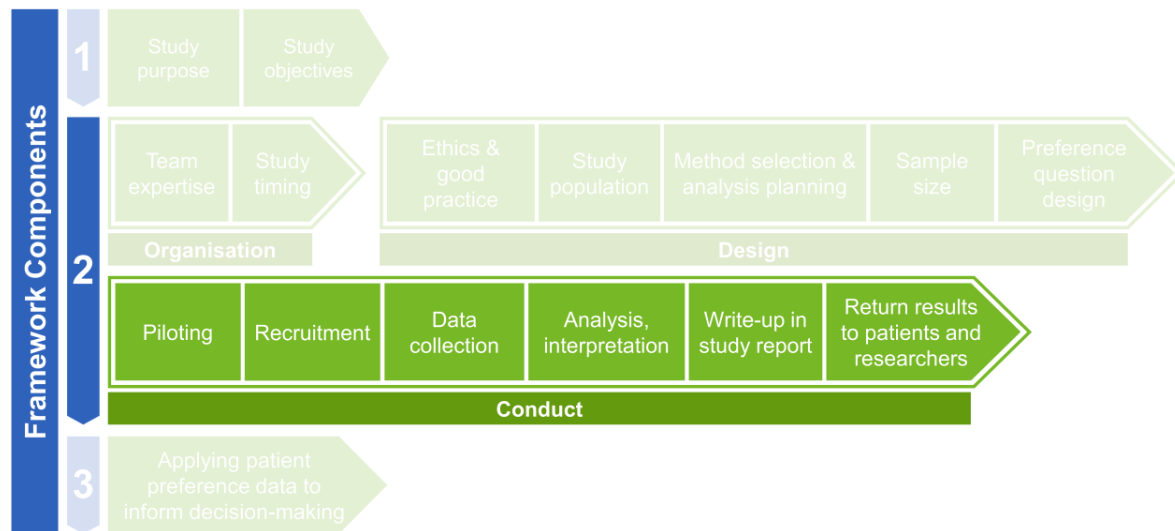 Framework Components
1
Study
purpose
Study
objectives
2
Team
expertise
Study
timing
Organisation
Ethics &
good
practice
Study
population
Method selection &
analysis planning
Sample
size
Preference
question
design
Design
Piloting
Recruitment
Data
collection
Analysis,
interpretation
Write-up in
study report
Return results
to patients and
researchers
Conduct
3
Applying patient
preference data to
inform decision-making